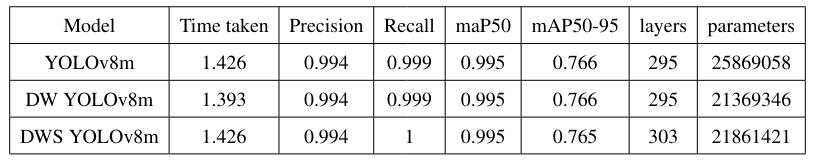 Model Time taken Precision Recall maP50 mAP50-95 layers parameters
YOLOv8m 1.426 0.994 0.999 0.995 0.766 295 25869058
DW YOLOv8m 1.393 0.994 0.999 0.995 0.766 295 21369346
DWS YOLOv8m 1.426 0.994 1 0.995 0.765 303 21861421